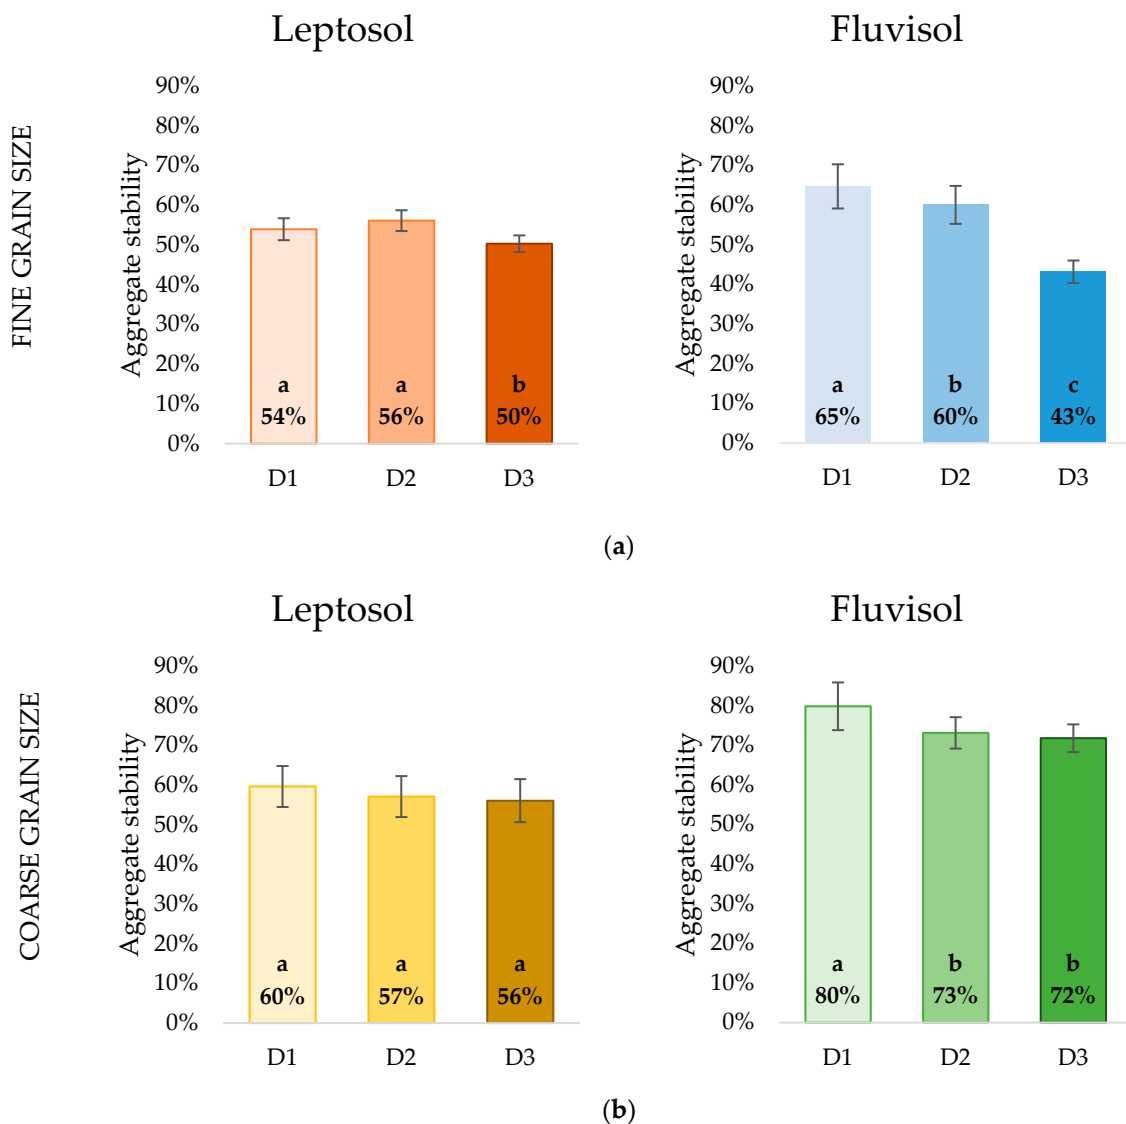 Leptosol
Fluvisol
FINE GRAIN SIZE
Aggregate stability
90%
80%
70%
60%
50%
40%
30%
20%
10%
0%
a
54%
a
56%
b
50%
D1
D2
D3
Aggregate stability
90%
80%
70%
60%
50%
40%
30%
20%
10%
0%
a
65%
b
60%
c
43%
D1
D2
D3
(a)
Leptosol
Fluvisol
COARSE GRAIN SIZE
Aggregate stability
90%
80%
70%
60%
50%
40%
30%
20%
10%
0%
a
60%
a
57%
a
56%
D1
D2
D3
Aggregate stability
90%
80%
70%
60%
50%
40%
30%
20%
10%
0%
a
80%
b
73%
b
72%
D1
D2
D3
(b)